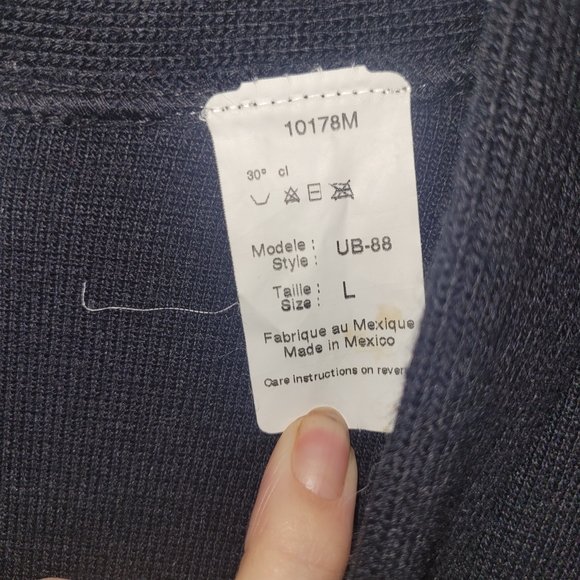 10178M
30° cl
Modele :
Style :
UB-88
Taille :
Size :
L
Fabrique au Mexique
Made in Mexico
Care instructions on rever